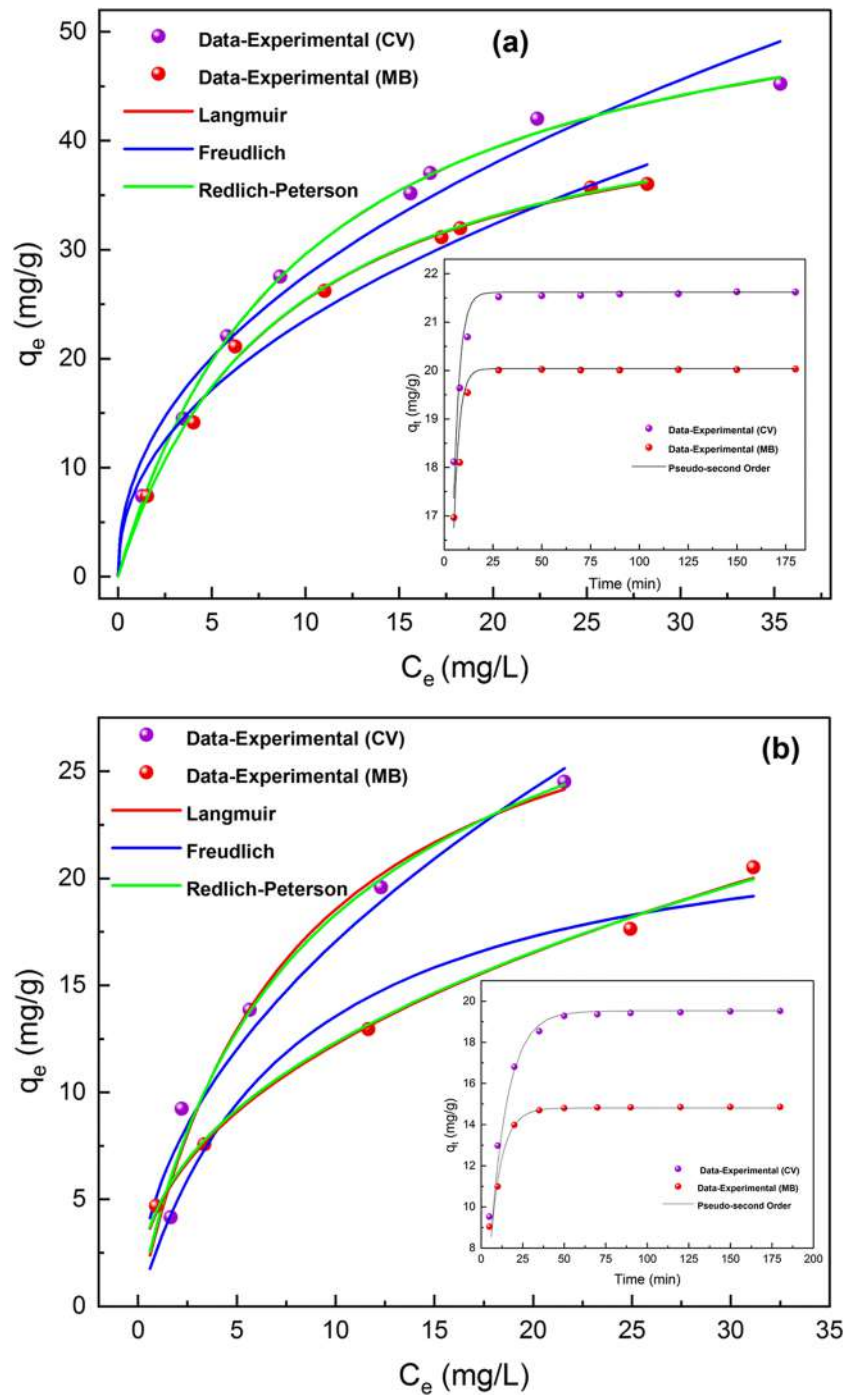 (a)
Data-Experimental (CV)
Data-Experimental (MB)
Langmuir
Freudlich
Redlich-Peterson
50
40
30
20
10
0
qe (mg/g)
0 5 10 15 20 25 30 35
Ce (mg/L)
22
21
20
19
18
17
qt (mg/g)
Data-Experimental (CV)
Data-Experimental (MB)
Pseudo-second Order
0 25 50 75 100 125 150 175
Time (min)
(b)
Data-Experimental (CV)
Data-Experimental (MB)
Langmuir
Freudlich
Redlich-Peterson
25
20
15
10
5
0
qe (mg/g)
0 5 10 15 20 25 30 35
Ce (mg/L)
20
18
16
14
12
10
8
qt (mg/g)
Data-Experimental (CV)
Data-Experimental (MB)
Pseudo-second Order
0 25 50 75 100 125 150 175 200
Time (min)